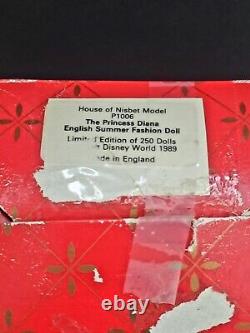 House of Nisbet Model
P1006
The Princess Diana
English Summer Fashion Doll
Limited Edition of 250 Dolls
Disney World 1989
Made in England